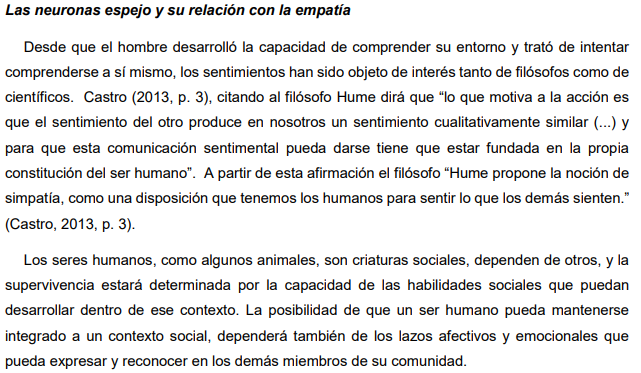 Las neuronas espejo y su relación con la empatía
Desde que el hombre desarrolló la capacidad de comprender su entorno y trató de intentar
comprenderse a sí mismo, los sentimientos han sido objeto de interés tanto de filósofos como de
científicos. Castro (2013, p. 3), citando al filósofo Hume dirá que “lo que motiva a la acción es
que el sentimiento del otro produce en nosotros un sentimiento cualitativamente similar (...) y
para que esta comunicación sentimental pueda darse tiene que estar fundada en la propia
constitución del ser humano”. A partir de esta afirmación el filósofo “Hume propone la noción de
simpatía, como una disposición que tenemos los humanos para sentir lo que los demás sienten.”
(Castro, 2013, p. 3).
Los seres humanos, como algunos animales, son criaturas sociales, dependen de otros, y la
supervivencia estará determinada por la capacidad de las habilidades sociales que puedan
desarrollar dentro de ese contexto. La posibilidad de que un ser humano pueda mantenerse
integrado a un contexto social, dependerá también de los lazos afectivos y emocionales que
pueda expresar y reconocer en los demás miembros de su comunidad.